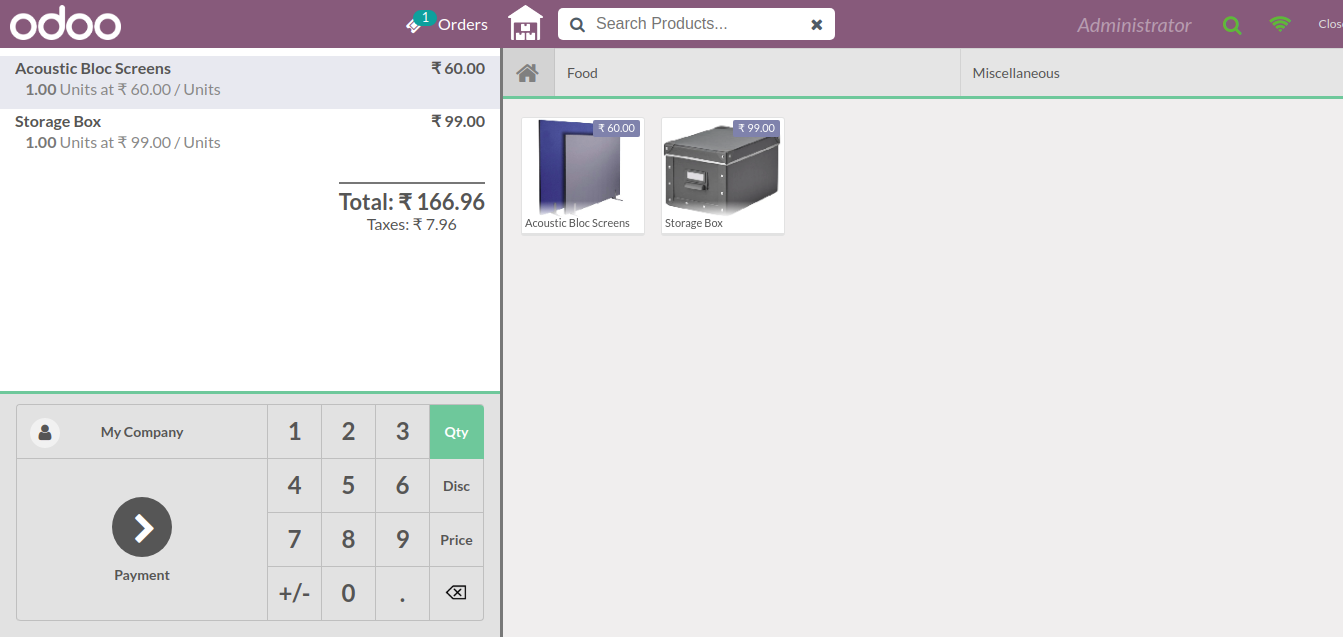 odoo
1
Orders
Search Products...
Administrator
Clos
Acoustic Bloc Screens ₹ 60.00
1.00 Units at ₹ 60.00 / Units
Storage Box ₹ 99.00
1.00 Units at ₹ 99.00 / Units
Total: ₹ 166.96
Taxes: ₹ 7.96
My Company
Payment
1 2 3 Qty
4 5 6 Disc
7 8 9 Price
+/- 0 .
Food
Miscellaneous
₹ 60.00
Acoustic Bloc Screens
₹ 99.00
Storage Box